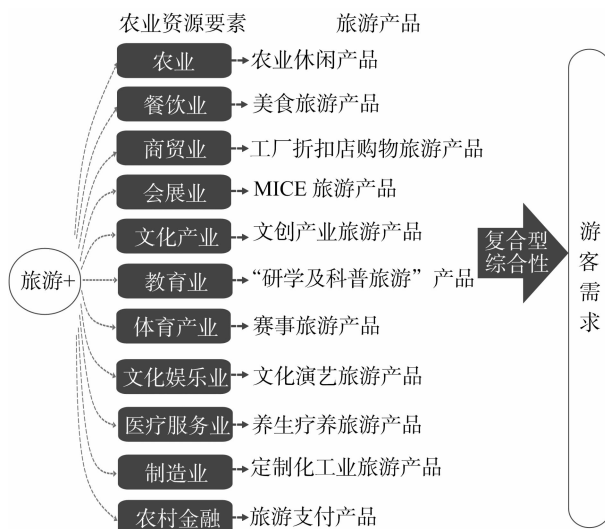 农业资源要素 旅游产品
农业 农业休闲产品
餐饮业 美食旅游产品
商贸业 工厂折扣店购物旅游产品
会展业 MICE 旅游产品
文化产业 文创产业旅游产品
旅游+ 教育业 “研学及科普旅游”产品
体育产业 赛事旅游产品
文化娱乐业 文化演艺旅游产品
医疗服务业 养生疗养旅游产品
制造业 定制化工业旅游产品
农村金融 旅游支付产品
复合型
综合性
游客需求